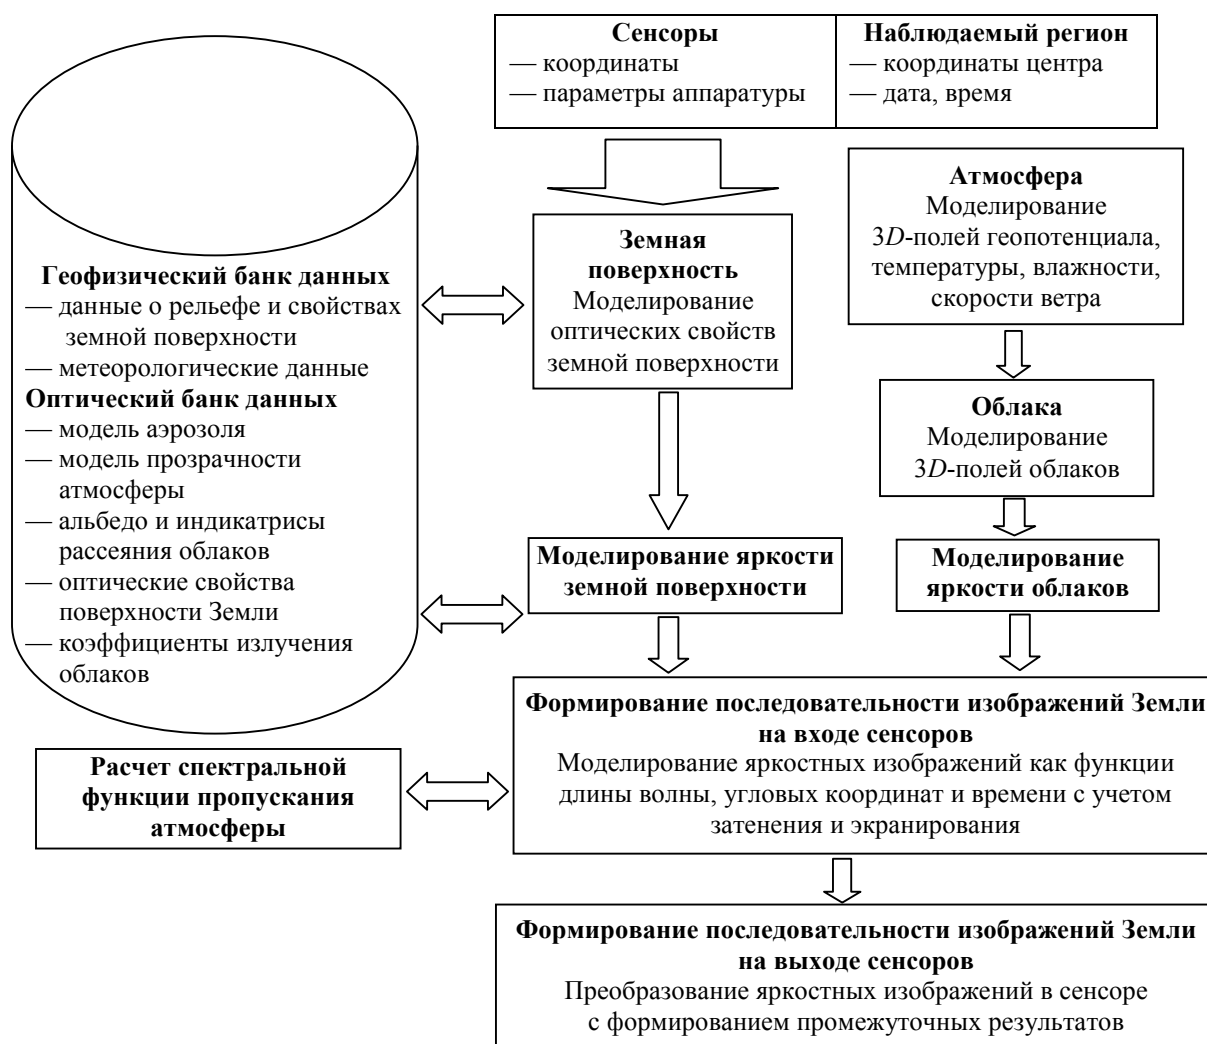 Сенсоры
— координаты
— параметры аппаратуры
Наблюдаемый регион
— координаты центра
— дата, время
Геофизический банк данных
— данные о рельефе и свойствах
земной поверхности
— метеорологические данные
Оптический банк данных
— модель аэрозоля
— модель прозрачности
атмосферы
— альбедо и индикатрисы
рассеяния облаков
— оптические свойства
поверхности Земли
— коэффициенты излучения
облаков
Земная
поверхность
Моделирование
оптических свойств
земной поверхности
Атмосфера
Моделирование
3D-полей геопотенциала,
температуры, влажности,
скорости ветра
Облака
Моделирование
3D-полей облаков
Моделирование яркости
земной поверхности
Моделирование
яркости облаков
Формирование последовательности изображений Земли
на входе сенсоров
Моделирование яркостных изображений как функции
длины волны, угловых координат и времени с учетом
затенения и экранирования
Расчет спектральной
функции пропускания
атмосферы
Формирование последовательности изображений Земли
на выходе сенсоров
Преобразование яркостных изображений в сенсоре
с формированием промежуточных результатов